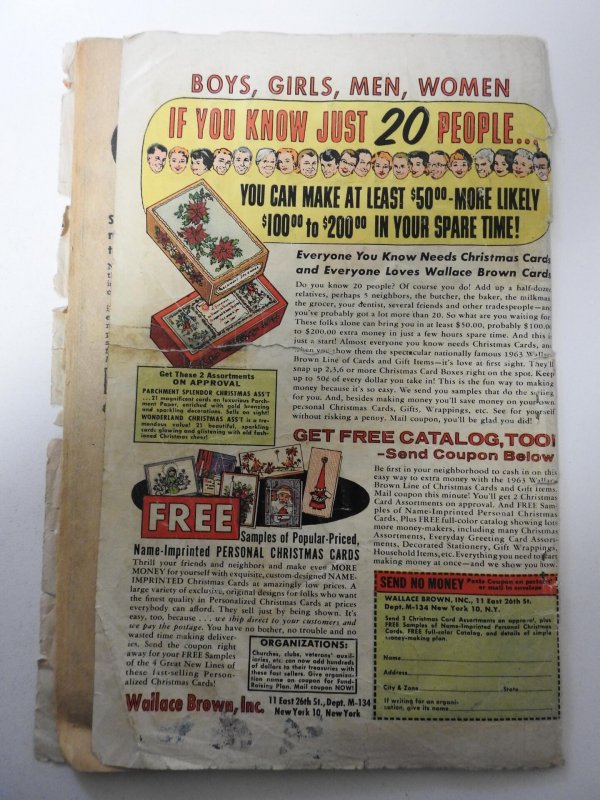 BOYS, GIRLS, MEN, WOMEN
IF YOU KNOW JUST 20 PEOPLE...
YOU CAN MAKE AT LEAST $50⁰⁰-MORE LIKELY
$100⁰⁰ to $200⁰⁰ IN YOUR SPARE TIME!
Everyone You Know Needs Christmas Cards
and Everyone Loves Wallace Brown Cards
Do you know 20 people? Of course you do! Add up a half-dozen
relatives, perhaps 5 neighbors, the butcher, the baker, the milkman
the grocer, your dentist, several friends and other tradespeople—and
you've probably got a lot more than 20. So what are you waiting for
These folks alone can bring you in at least $50.00, probably $100.00
to $200.00 extra money in just a few hours spare time. And this is
just a start! Almost everyone you know needs Christmas Cards, and
when you show them the spectacular nationally famous 1963 Wallace
Brown Line of Cards and Gift Items—it's love at first sight. They'll
snap up 2,3,6 or more Christmas Card Boxes right on the spot. Keep
up to 50¢ of every dollar you take in! This is the fun way to making
money because it's so easy. We send you samples that do the selling
for you. And, besides making money you'll save money on your own
personal Christmas Cards, Gifts, Wrappings, etc. See for yourself
without risking a penny. Mail coupon, you'll be glad you did!
Get These 2 Assortments
ON APPROVAL
PARCHMENT SPLENDOR CHRISTMAS ASS'T
...21 magnificent cards on luxurious Parch-
ment Paper, enriched with gold bronzing
and sparkling decorations. Sells on sight!
WONDERLAND CHRISTMAS ASS'T is a tre-
mendous value! 21 beautiful, sparkling
cards glowing and glistening with old fash-
ioned Christmas cheer!
GET FREE CATALOG, TOO!
-Send Coupon Below
Be first in your neighborhood to cash in on this
easy way to extra money with the 1963 Wallace
Brown Line of Christmas Cards and Gift items.
Mail coupon this minute! You'll get 2 Christmas
Card Assortments on approval. And FREE Sam-
ples of Name-Imprinted Personal Christmas
Cards. Plus FREE full-color catalog showing lots
more money-makers, including many Christmas
Assortments, Everyday Greeting Card Assort-
ments, Decorated Stationery, Gift Wrappings,
Household Items, etc. Everything you need to start
making money at once—and we show you how.
FREE
Samples of Popular-Priced,
Name-Imprinted PERSONAL CHRISTMAS CARDS
Thrill your friends and neighbors and make even MORE
MONEY for yourself with exquisite, custom-designed NAME-
IMPRINTED Christmas Cards at amazingly low prices. A
large variety of exclusive, original designs for folks who want
the finest quality in Personalized Christmas Cards at prices
everybody can afford. They sell just by being shown. It's
easy, too, because ... we ship direct to your customers and
we pay the postage. You have no bother, no trouble and no
wasted time making deliver-
ies. Send the coupon right
away for your FREE Samples
of the 4 Great New Lines of
these fast-selling Person-
alized Christmas Cards!
ORGANIZATIONS:
Churches, clubs, veterans' auxil-
iaries, etc. can now add hundreds
of dollars to their treasuries with
these fast sellers. Give organiza-
tion name on coupon for Fund-
Raising Plan. Mail coupon NOW!
Wallace Brown, Inc.
11 East 26th St., Dept. M-134
New York 10, New York
SEND NO MONEY Paste Coupon on postcard
or mail in envelope
WALLACE BROWN, INC., 11 East 26th St.
Dept. M-134 New York 10, N.Y.
Send 2 Christmas Card Assortments on approval, plus
FREE Samples of Name-Imprinted Personal Christmas
Cards. FREE full-color Catalog, and details of simple
money-making plan.
Name
Address
City & Zone State
If writing for an organi-
zation, give its name